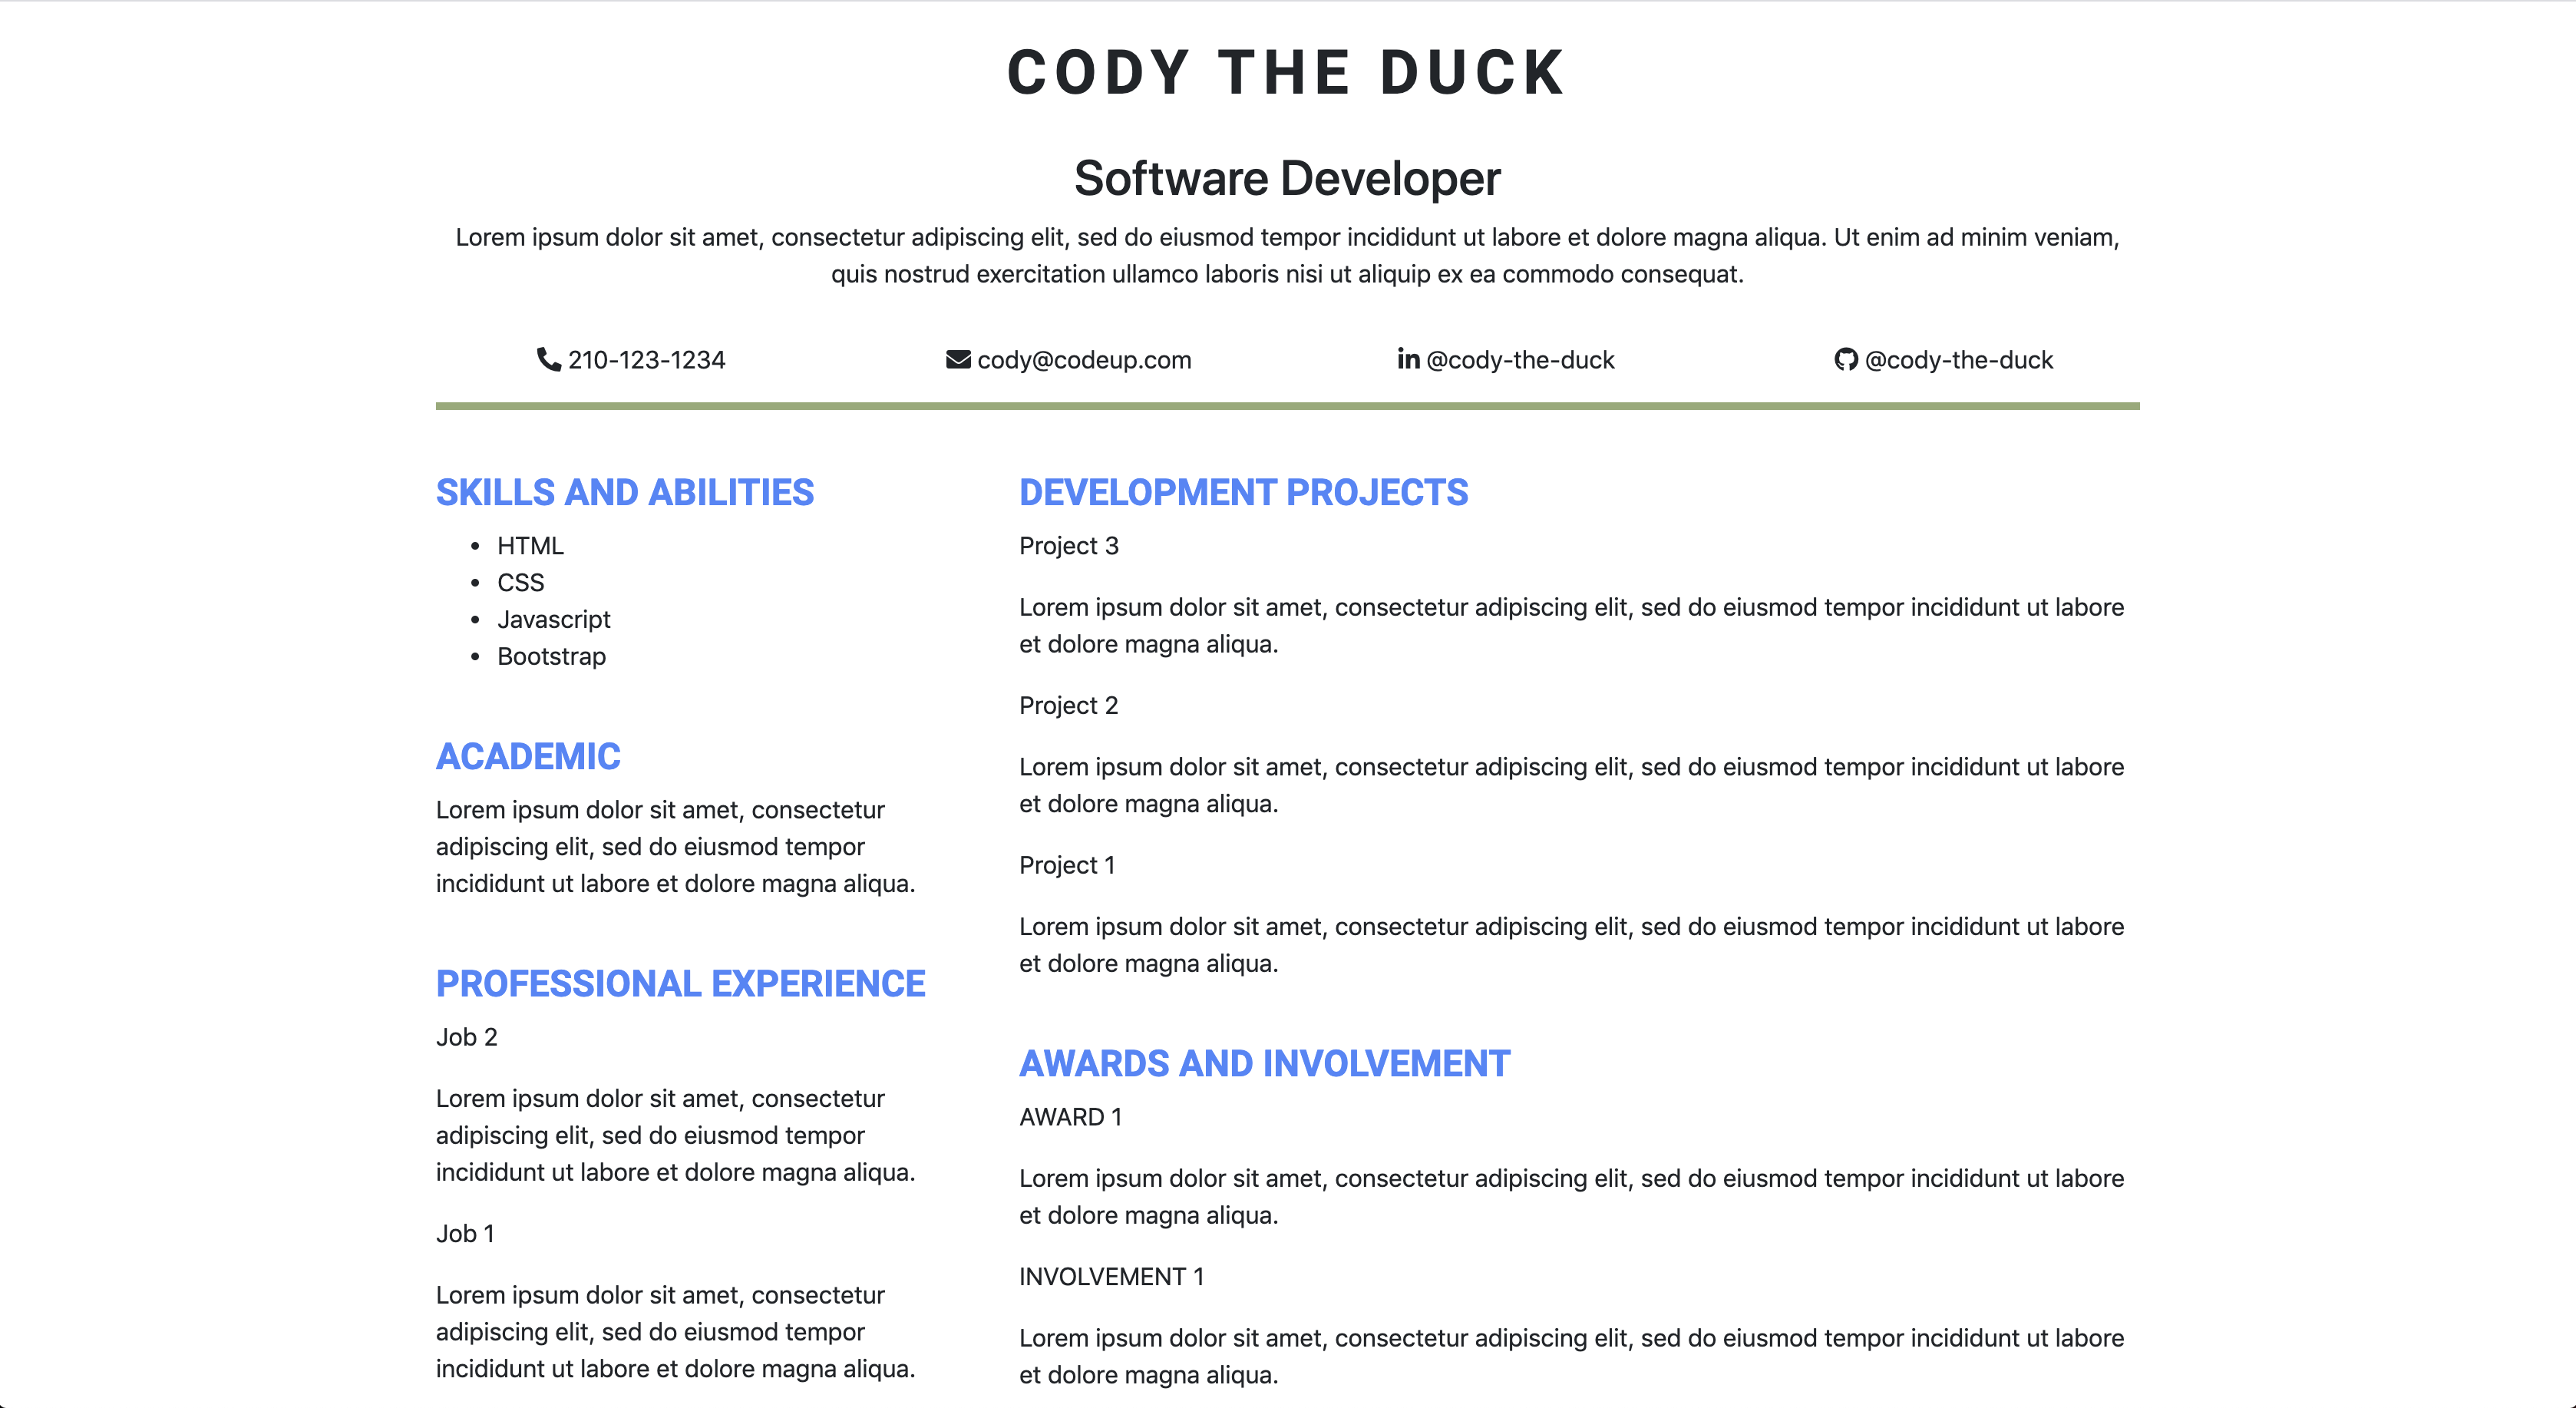 CODY THE DUCK
Software Developer
Lorem ipsum dolor sit amet, consectetur adipiscing elit, sed do eiusmod tempor incididunt ut labore et dolore magna aliqua. Ut enim ad minim veniam,
quis nostrud exercitation ullamco laboris nisi ut aliquip ex ea commodo consequat.
210-123-1234
cody@codeup.com
in @cody-the-duck
@cody-the-duck
SKILLS AND ABILITIES
• HTML
• CSS
• Javascript
• Bootstrap
ACADEMIC
Lorem ipsum dolor sit amet, consectetur
adipiscing elit, sed do eiusmod tempor
incididunt ut labore et dolore magna aliqua.
PROFESSIONAL EXPERIENCE
Job 2
Lorem ipsum dolor sit amet, consectetur
adipiscing elit, sed do eiusmod tempor
incididunt ut labore et dolore magna aliqua.
Job 1
Lorem ipsum dolor sit amet, consectetur
adipiscing elit, sed do eiusmod tempor
incididunt ut labore et dolore magna aliqua.
DEVELOPMENT PROJECTS
Project 3
Lorem ipsum dolor sit amet, consectetur adipiscing elit, sed do eiusmod tempor incididunt ut labore
et dolore magna aliqua.
Project 2
Lorem ipsum dolor sit amet, consectetur adipiscing elit, sed do eiusmod tempor incididunt ut labore
et dolore magna aliqua.
Project 1
Lorem ipsum dolor sit amet, consectetur adipiscing elit, sed do eiusmod tempor incididunt ut labore
et dolore magna aliqua.
AWARDS AND INVOLVEMENT
AWARD 1
Lorem ipsum dolor sit amet, consectetur adipiscing elit, sed do eiusmod tempor incididunt ut labore
et dolore magna aliqua.
INVOLVEMENT 1
Lorem ipsum dolor sit amet, consectetur adipiscing elit, sed do eiusmod tempor incididunt ut labore
et dolore magna aliqua.